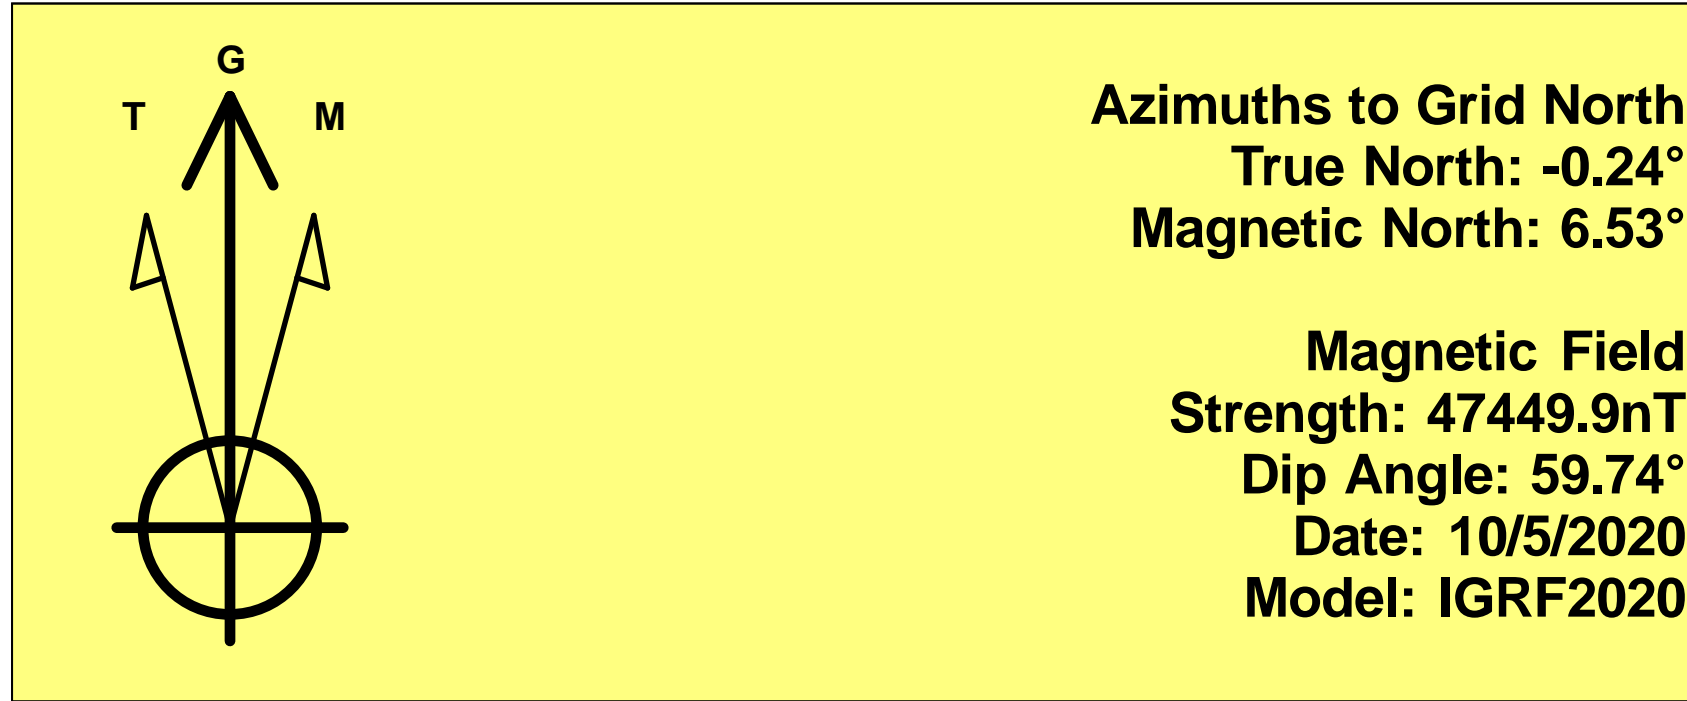 G
T M
Azimuths to Grid North
True North: -0.24°
Magnetic North: 6.53°
Magnetic Field
Strength: 47449.9nT
Dip Angle: 59.74°
Date: 10/5/2020
Model: IGRF2020